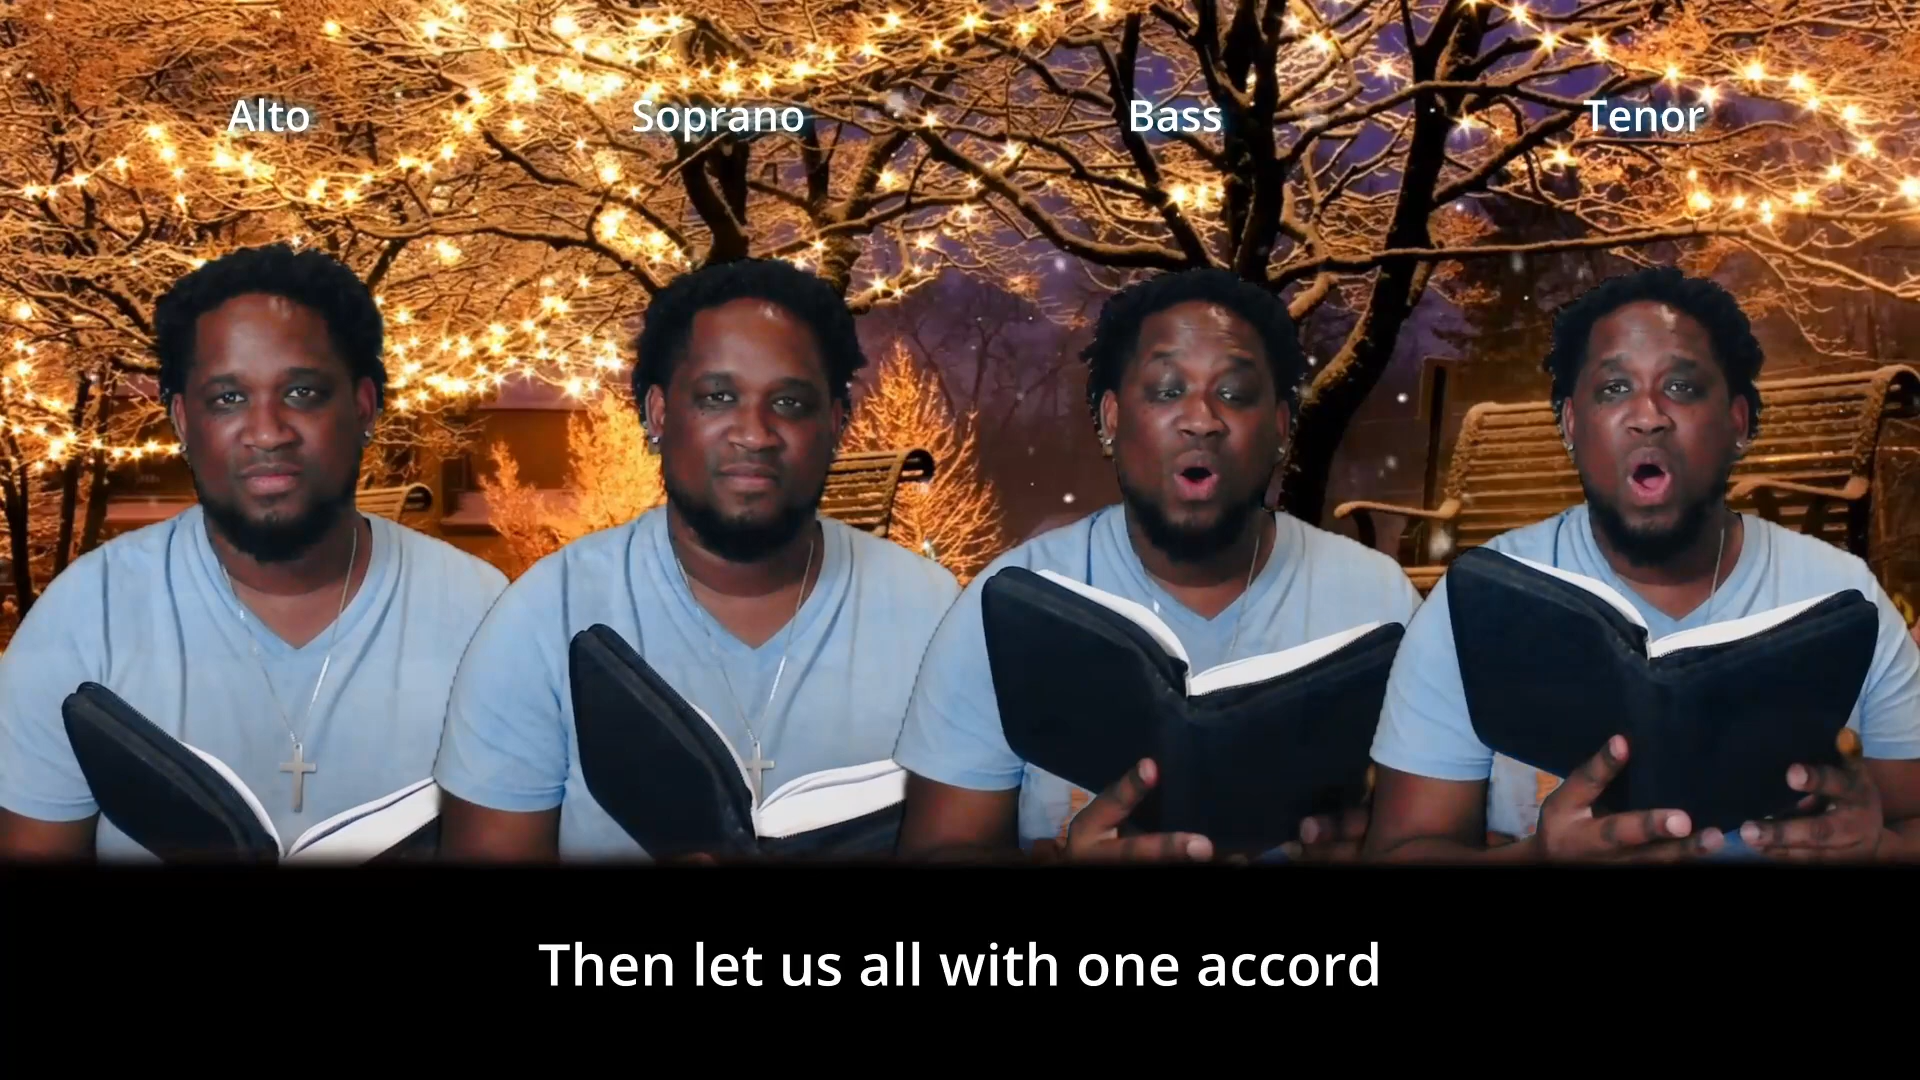 Alto
Soprano
Bass
Tenor
Then let us all with one accord